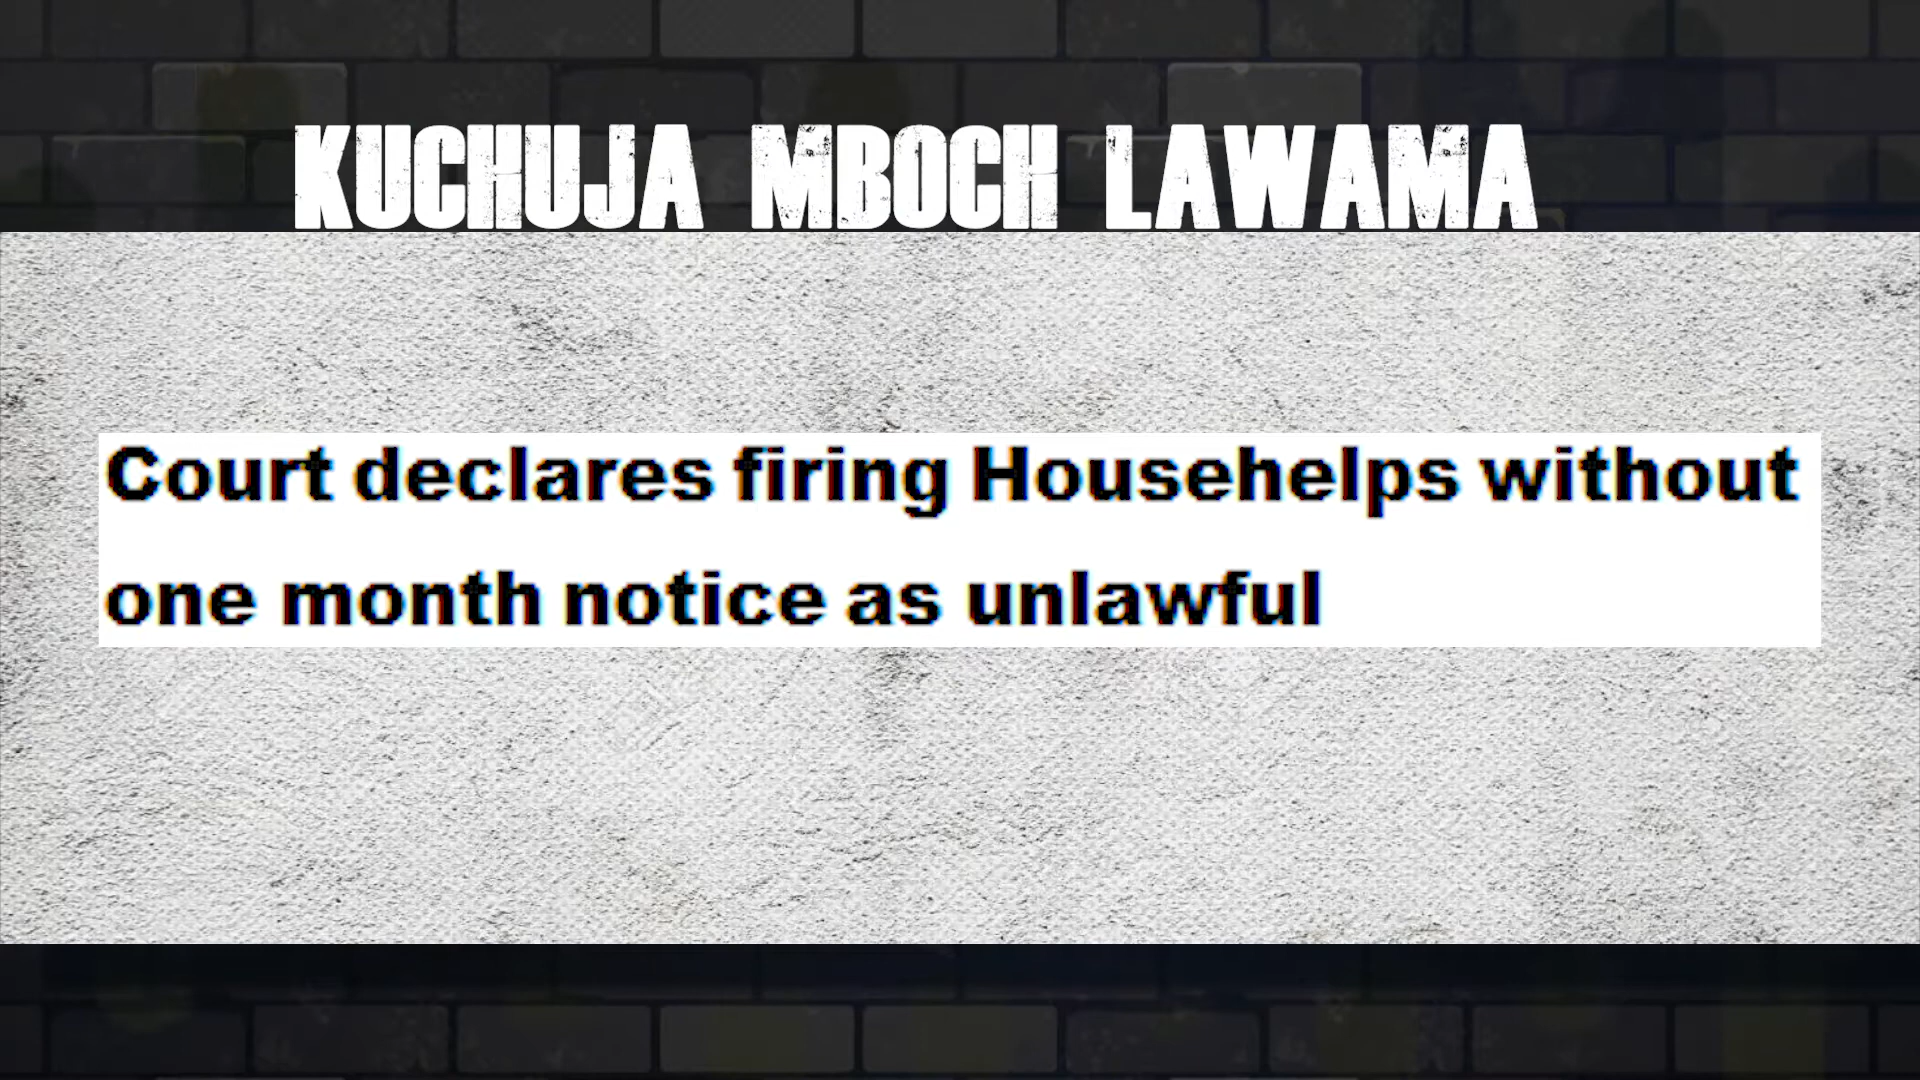 KUCHUJA MBOCH LAWAMA
Court declares firing Househelps without
one month notice as unlawful